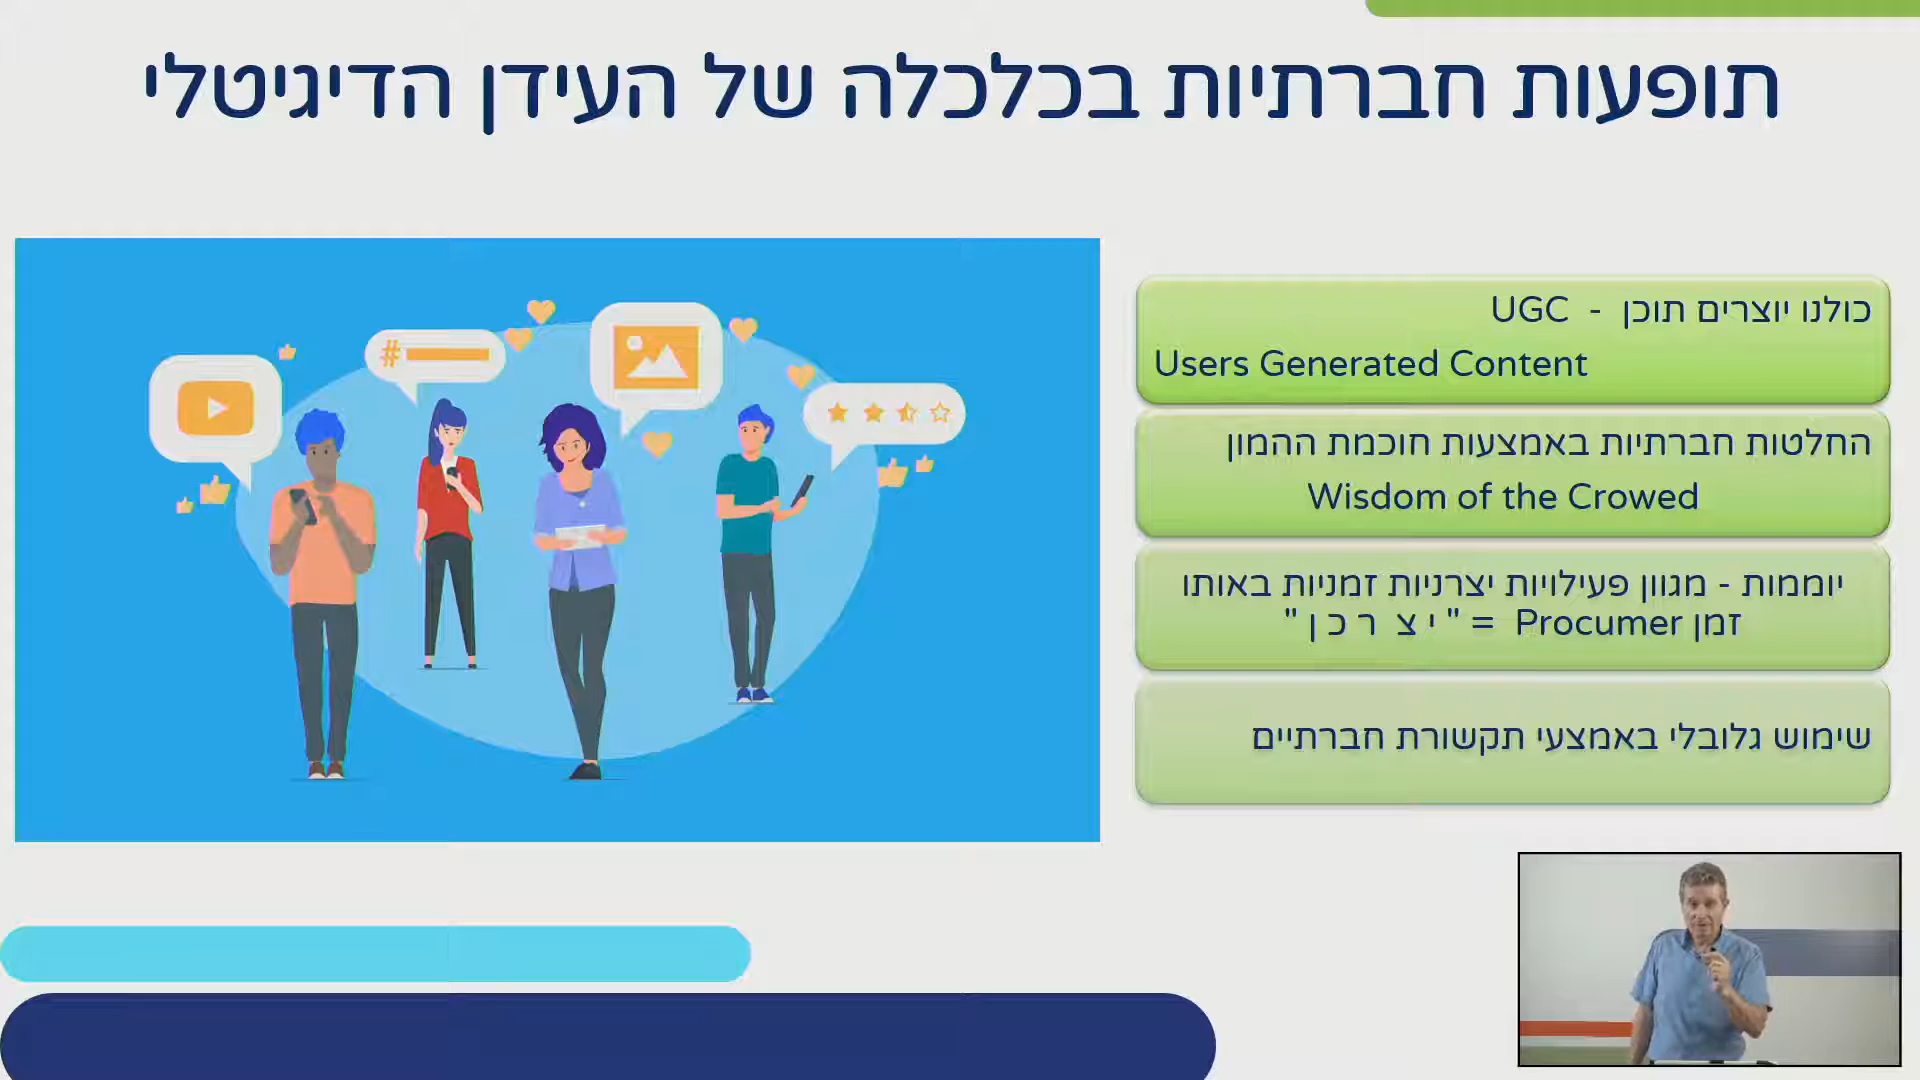 תופעות חברתיות בכלכלה של העידן הדיגיטלי
#
כולנו יוצרים תוכן - UGC
Users Generated Content
החלטות חברתיות באמצעות חוכמת ההמון
Wisdom of the Crowed
יוממות - מגוון פעילויות יצרניות זמניות באותו
זמן Procumer = "י צ ר כ ן"
שימוש גלובלי באמצעי תקשורת חברתיים